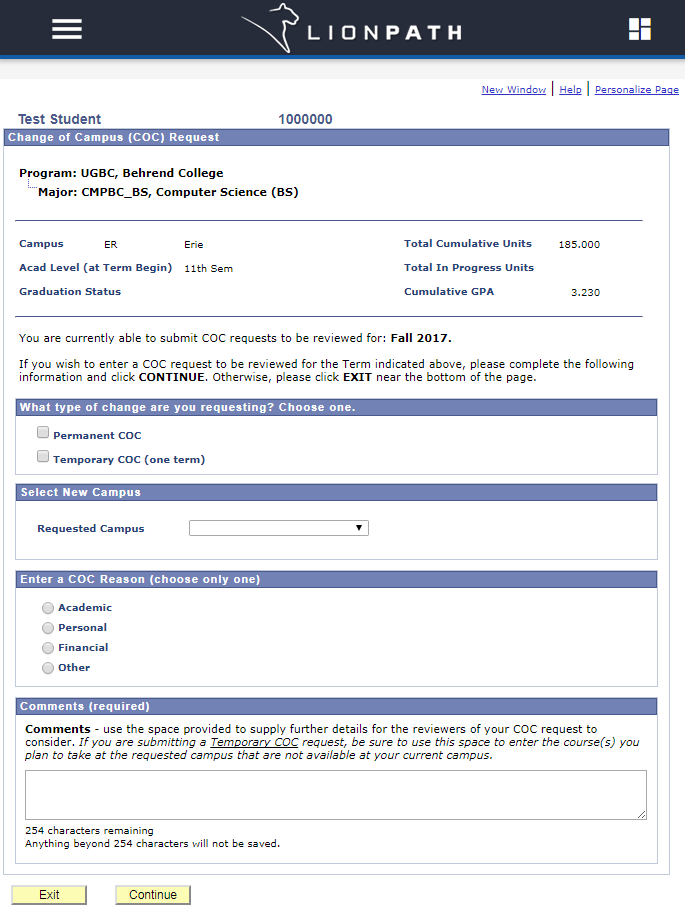 LIONPATH
New Window | Help | Personalize Page
Test Student 1000000
Change of Campus (COC) Request
Program: UGBC, Behrend College
Major: CMPBC_BS, Computer Science (BS)
Campus ER Erie Total Cumulative Units 185.000
Acad Level (at Term Begin) 11th Sem Total In Progress Units
Graduation Status Cumulative GPA 3.230
You are currently able to submit COC requests to be reviewed for: Fall 2017.
If you wish to enter a COC request to be reviewed for the Term indicated above, please complete the following
information and click CONTINUE. Otherwise, please click EXIT near the bottom of the page.
What type of change are you requesting? Choose one.
Permanent COC
Temporary COC (one term)
Select New Campus
Requested Campus
Enter a COC Reason (choose only one)
Academic
Personal
Financial
Other
Comments (required)
Comments - use the space provided to supply further details for the reviewers of your COC request to
consider. If you are submitting a Temporary COC request, be sure to use this space to enter the course(s) you
plan to take at the requested campus that are not available at your current campus.
254 characters remaining
Anything beyond 254 characters will not be saved.
Exit Continue